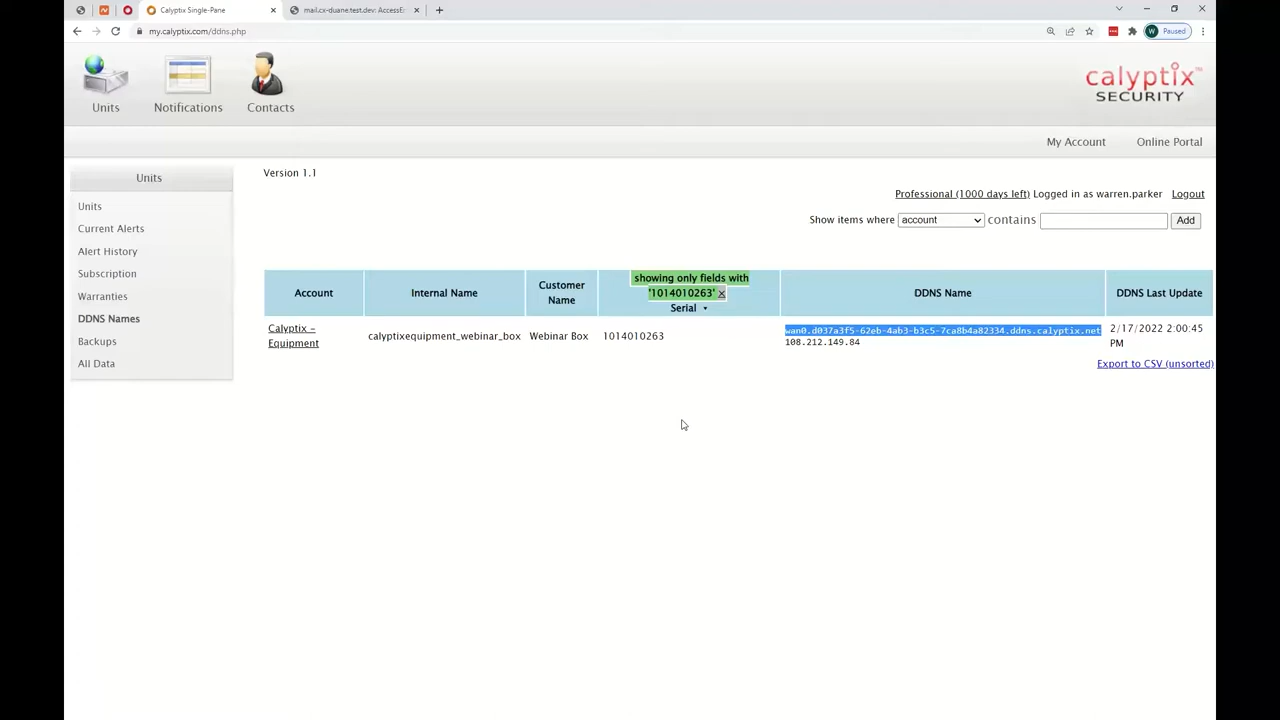 Calyptix Single-Pane
mail.cx-duane.test.dev: AccessE
my.calyptix.com/ddns.php
W Paused
Units
Notifications
Contacts
calyptix™
SECURITY
My Account
Online Portal
Units
Units
Current Alerts
Alert History
Subscription
Warranties
DDNS Names
Backups
All Data
Version 1.1
Professional (1000 days left) Logged in as warren.parker Logout
Show items where account contains Add
Account
Internal Name
Customer
Name
showing only fields with
'1014010263' x
Serial
DDNS Name
DDNS Last Update
Calyptix –
Equipment
calyptixequipment_webinar_box
Webinar Box
1014010263
wan0.d037a3f5-62eb-4ab3-b3c5-7ca8b4a82334.ddns.calyptix.net
108.212.149.84
2/17/2022 2:00:45
PM
Export to CSV (unsorted)